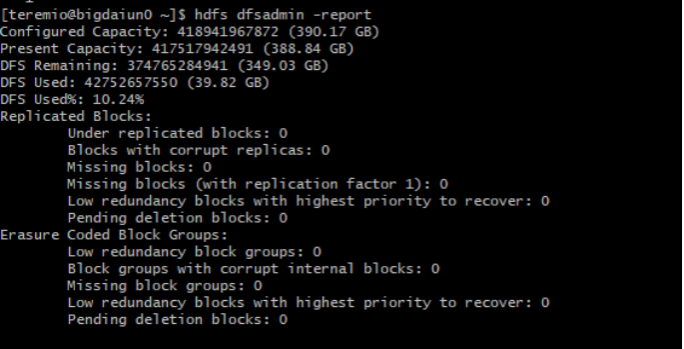 [teremio@bigdaiun0 ~]$ hdfs dfsadmin -report
Configured Capacity: 418941967872 (390.17 GB)
Present Capacity: 417517942491 (388.84 GB)
DFS Remaining: 374765284941 (349.03 GB)
DFS Used: 42752657550 (39.82 GB)
DFS Used%: 10.24%
Replicated Blocks:
Under replicated blocks: 0
Blocks with corrupt replicas: 0
Missing blocks: 0
Missing blocks (with replication factor 1): 0
Low redundancy blocks with highest priority to recover: 0
Pending deletion blocks: 0
Erasure Coded Block Groups:
Low redundancy block groups: 0
Block groups with corrupt internal blocks: 0
Missing block groups: 0
Low redundancy blocks with highest priority to recover: 0
Pending deletion blocks: 0